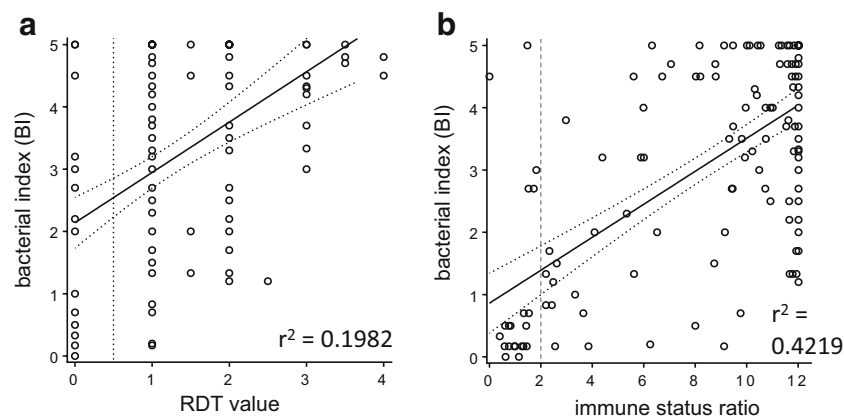 a
bacterial index (BI)
5
4
3
2
1
0
0 1 2 3 4
RDT value
r² = 0.1982
b
bacterial index (BI)
5
4
3
2
1
0
0 2 4 6 8 10 12
immune status ratio
r² =
0.4219